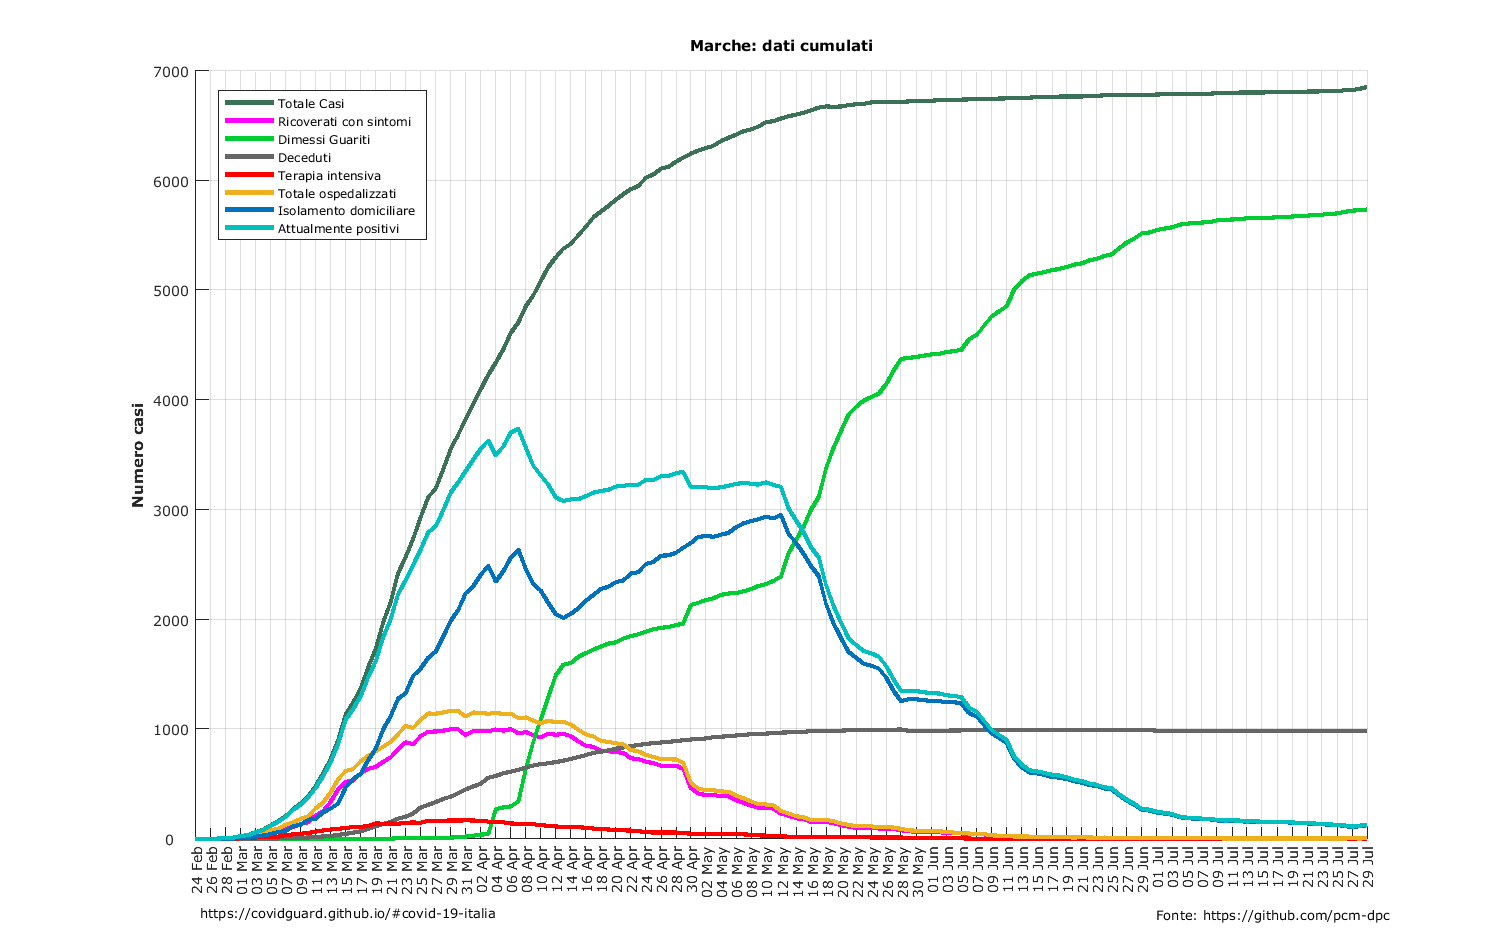 Marche: dati cumulati
7000
6000
5000
4000
3000
2000
1000
0
Numero casi
Totale Casi
Ricoverati con sintomi
Dimessi Guariti
Deceduti
Terapia intensiva
Totale ospedalizzati
Isolamento domiciliare
Attualmente positivi
24 Feb
26 Feb
28 Feb
01 Mar
03 Mar
05 Mar
07 Mar
09 Mar
11 Mar
13 Mar
15 Mar
17 Mar
19 Mar
21 Mar
23 Mar
25 Mar
27 Mar
29 Mar
31 Mar
02 Apr
04 Apr
06 Apr
08 Apr
10 Apr
12 Apr
14 Apr
16 Apr
18 Apr
20 Apr
22 Apr
24 Apr
26 Apr
28 Apr
30 Apr
02 May
04 May
06 May
08 May
10 May
12 May
14 May
16 May
18 May
20 May
22 May
24 May
26 May
28 May
30 May
01 Jun
03 Jun
05 Jun
07 Jun
09 Jun
11 Jun
13 Jun
15 Jun
17 Jun
19 Jun
21 Jun
23 Jun
25 Jun
27 Jun
29 Jun
01 Jul
03 Jul
05 Jul
07 Jul
09 Jul
11 Jul
13 Jul
15 Jul
17 Jul
19 Jul
21 Jul
23 Jul
25 Jul
27 Jul
29 Jul
https://covidguard.github.io/#covid-19-italia
Fonte: https://github.com/pcm-dpc